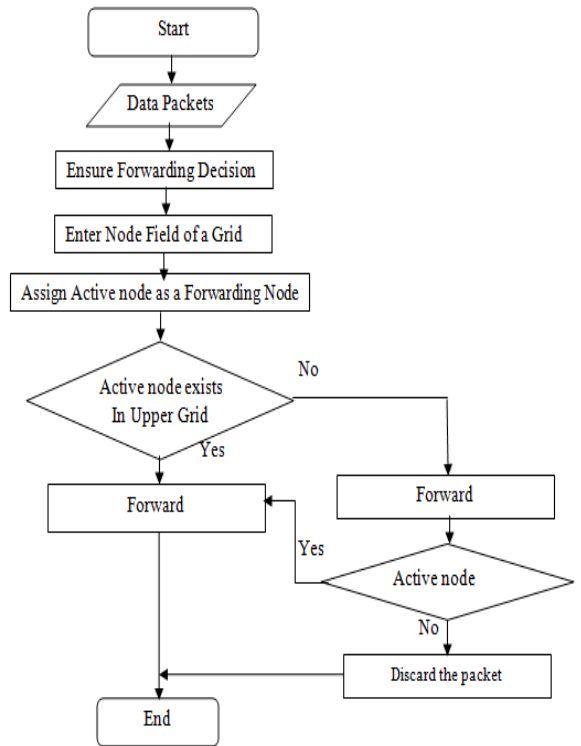 Start
Data Packets
Ensure Forwarding Decision
Enter Node Field of a Grid
Assign Active node as a Forwarding Node
No
Active node exists
In Upper Grid
Yes
Forward
Forward
Yes
Active node
No
Discard the packet
End